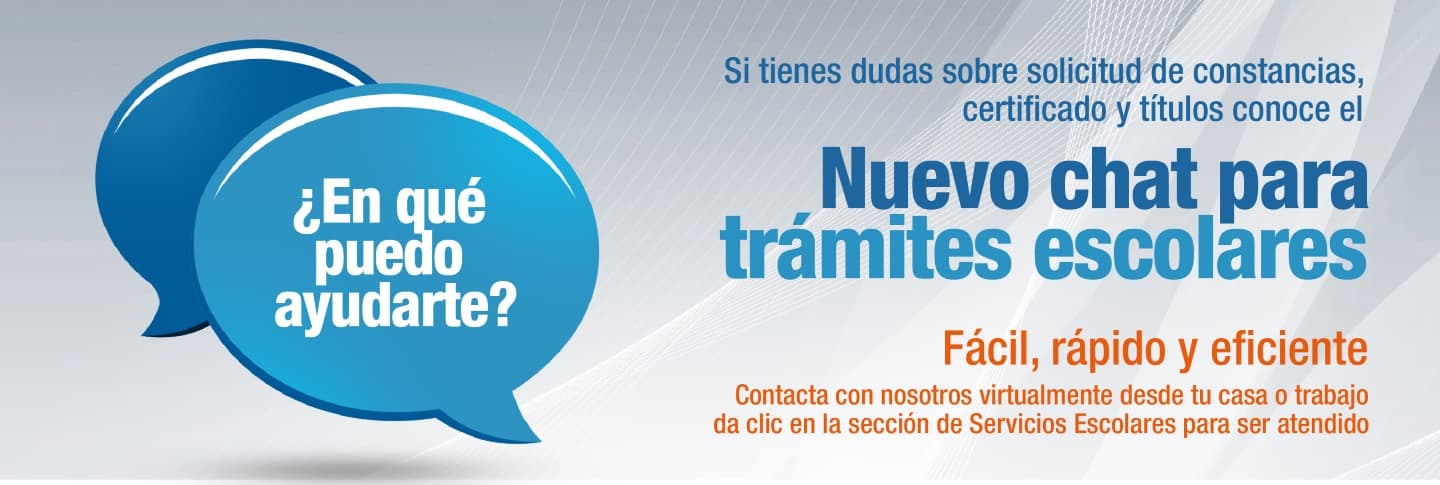 ¿En qué
puedo
ayudarte?
Si tienes dudas sobre solicitud de constancias,
certificado y títulos conoce el
Nuevo chat para
trámites escolares
Fácil, rápido y eficiente
Contacta con nosotros virtualmente desde tu casa o trabajo
da clic en la sección de Servicios Escolares para ser atendido